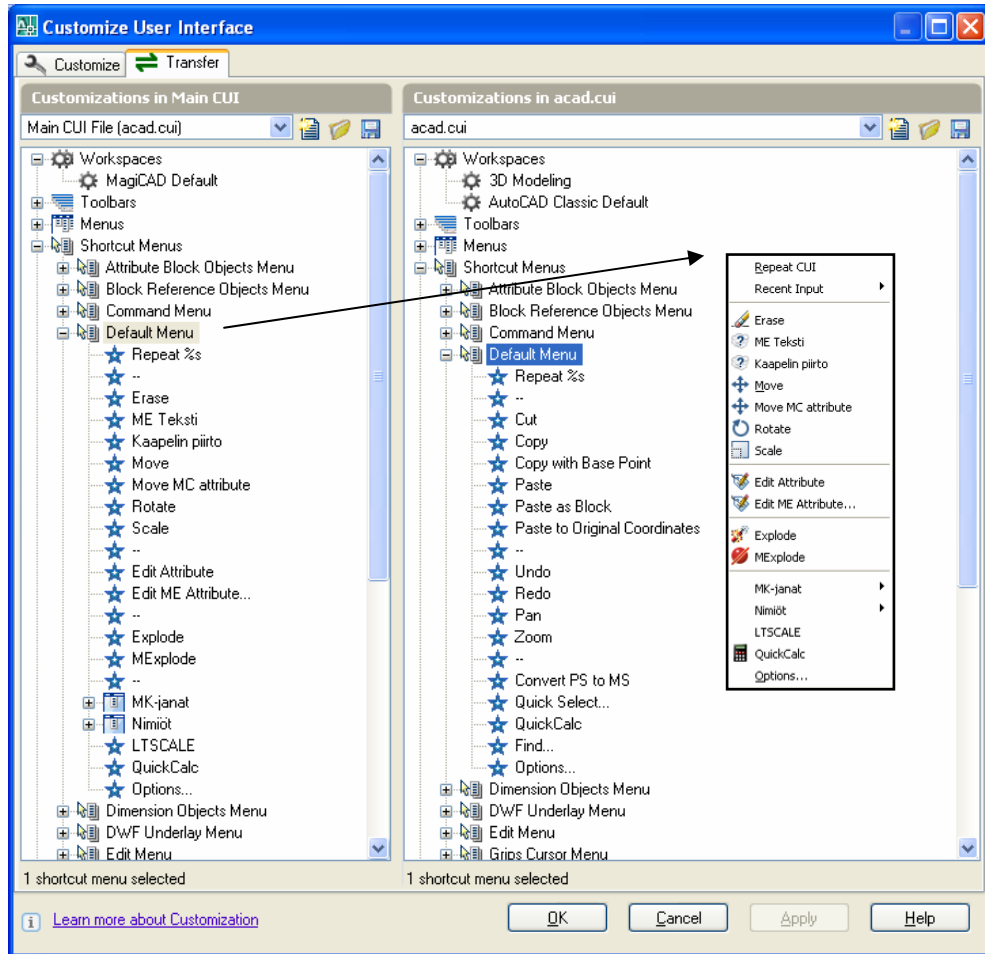 Customize User Interface
Customize
Transfer
Customizations in Main CUI
Main CUI File (acad.cui)
Workspaces
MagiCAD Default
Toolbars
Menus
Shortcut Menus
Attribute Block Objects Menu
Block Reference Objects Menu
Command Menu
Default Menu
Repeat %s
--
Erase
ME Teksti
Kaapelin piirto
Move
Move MC attribute
Rotate
Scale
--
Edit Attribute
Edit ME Attribute...
--
Explode
MExplode
--
MK-janat
Nimiöt
LTSCALE
QuickCalc
Options...
Dimension Objects Menu
DWF Underlay Menu
Edit Menu
1 shortcut menu selected
Customizations in acad.cui
acad.cui
Workspaces
3D Modeling
AutoCAD Classic Default
Toolbars
Menus
Shortcut Menus
Attribute Block Objects Menu
Block Reference Objects Menu
Command Menu
Default Menu
Repeat %s
--
Cut
Copy
Copy with Base Point
Paste
Paste as Block
Paste to Original Coordinates
--
Undo
Redo
Pan
Zoom
--
Convert PS to MS
Quick Select...
QuickCalc
Find...
Options...
Dimension Objects Menu
DWF Underlay Menu
Edit Menu
Grips Cursor Menu
1 shortcut menu selected
Repeat CUI
Recent Input
Erase
ME Teksti
Kaapelin piirto
Move
Move MC attribute
Rotate
Scale
Edit Attribute
Edit ME Attribute...
Explode
MExplode
MK-janat
Nimiöt
LTSCALE
QuickCalc
Options...
Learn more about Customization
OK
Cancel
Apply
Help